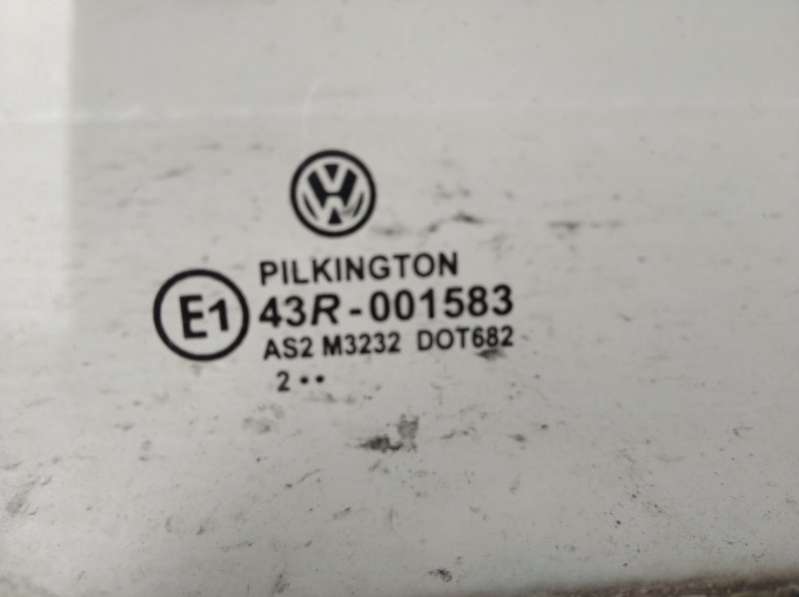 PILKINGTON
E1 43R-001583
AS2 M3232 DOT682
2 ••